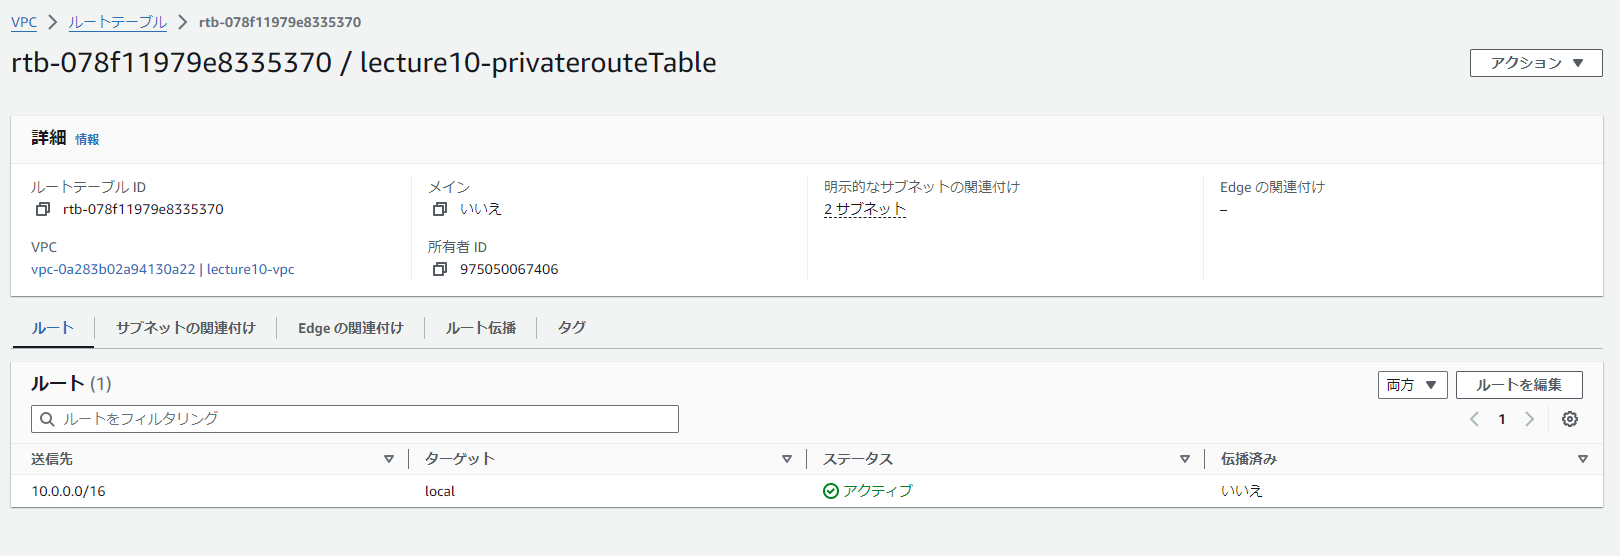 VPC > ルートテーブル > rtb-078f11979e8335370
rtb-078f11979e8335370 / lecture10-privaterouteTable
アクション
詳細 情報
ルートテーブル ID
rtb-078f11979e8335370
メイン
いいえ
明示的なサブネットの関連付け
2 サブネット
Edge の関連付け
–
VPC
vpc-0a283b02a94130a22 | lecture10-vpc
所有者 ID
975050067406
ルート サブネットの関連付け Edge の関連付け ルート伝播 タグ
ルート (1)
両方 ルートを編集
ルートをフィルタリング
1
送信先 ターゲット ステータス 伝播済み
10.0.0.0/16 local アクティブ いいえ